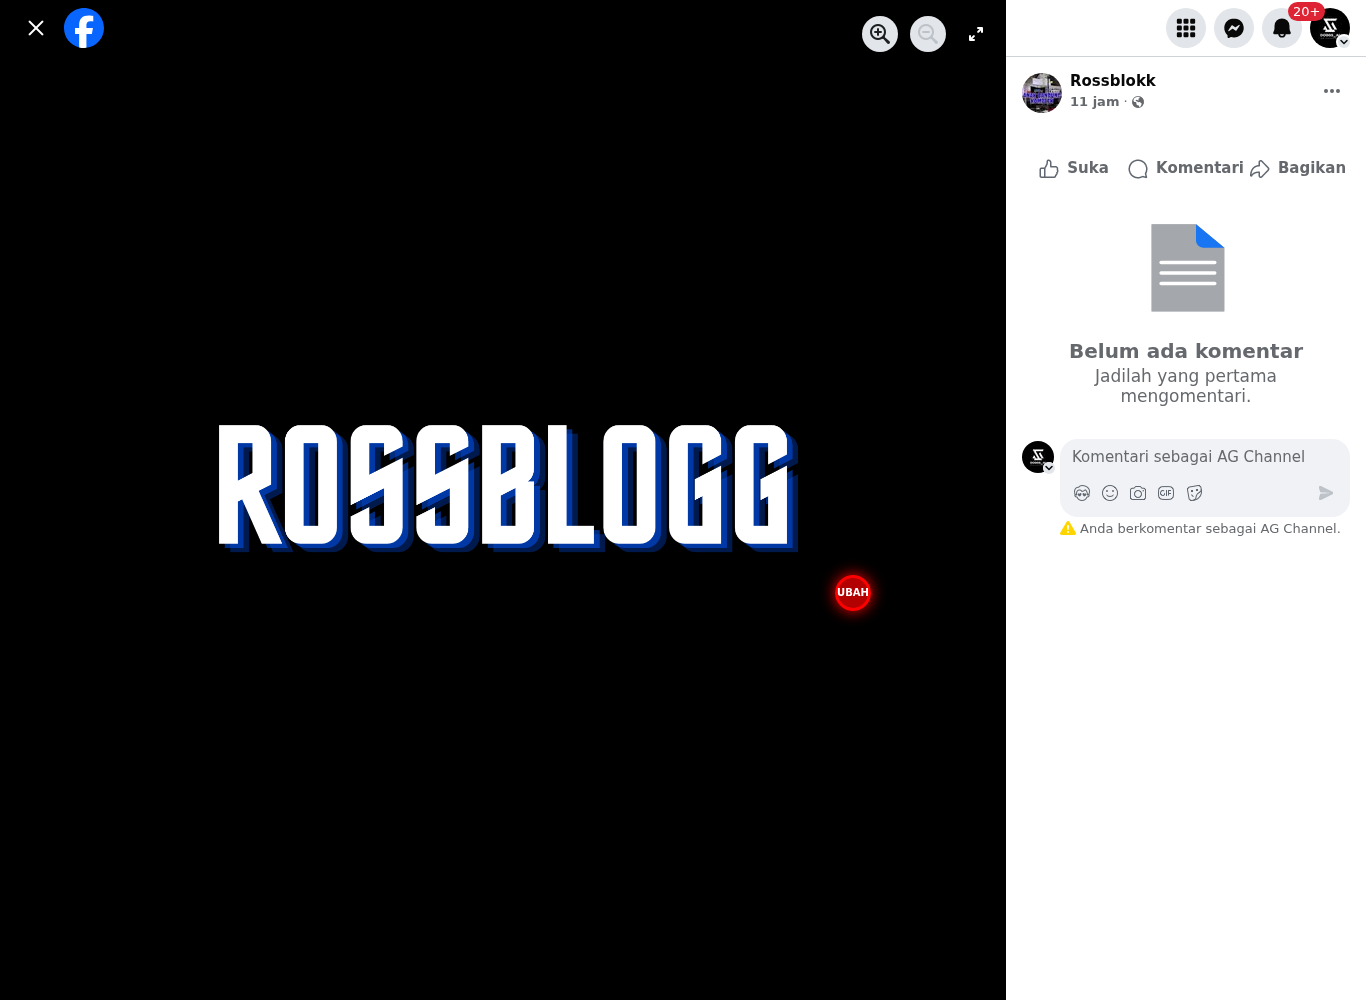 20+
Rossblokk
11 jam ·
Suka Komentari Bagikan
Belum ada komentar
Jadilah yang pertama
mengomentari.
Komentari sebagai AG Channel
GIF
Anda berkomentar sebagai AG Channel.
ROSSBLOGG
UBAH